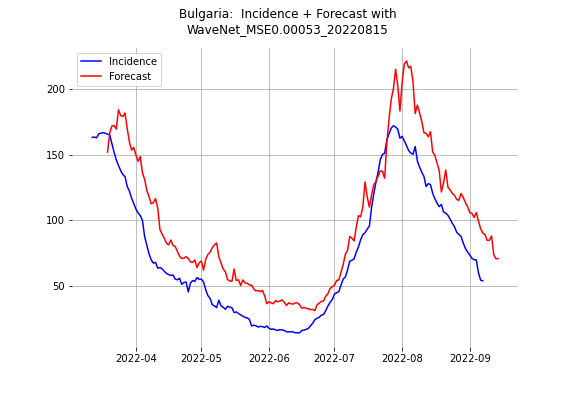 Bulgaria:  Incidence + Forecast with
WaveNet_MSE0.00053_20220815
Incidence
Forecast
200
150
100
50
2022-04
2022-05
2022-06
2022-07
2022-08
2022-09